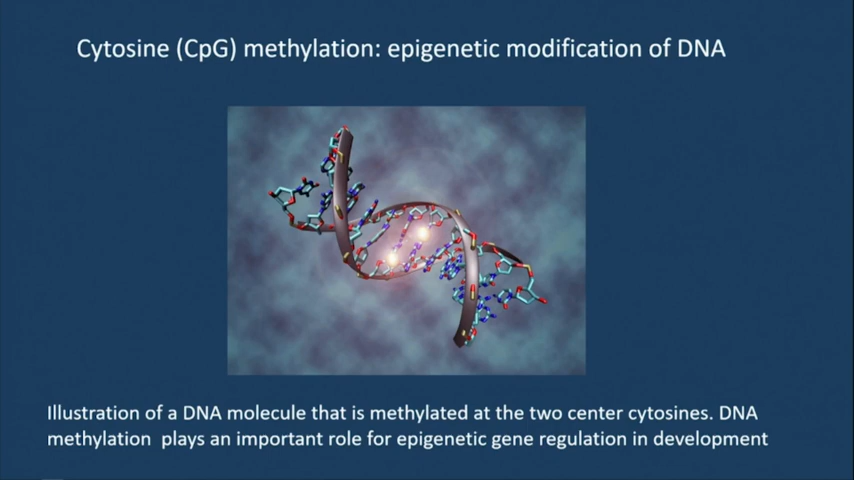 Cytosine (CpG) methylation: epigenetic modification of DNA
Illustration of a DNA molecule that is methylated at the two center cytosines. DNA
methylation  plays an important role for epigenetic gene regulation in development